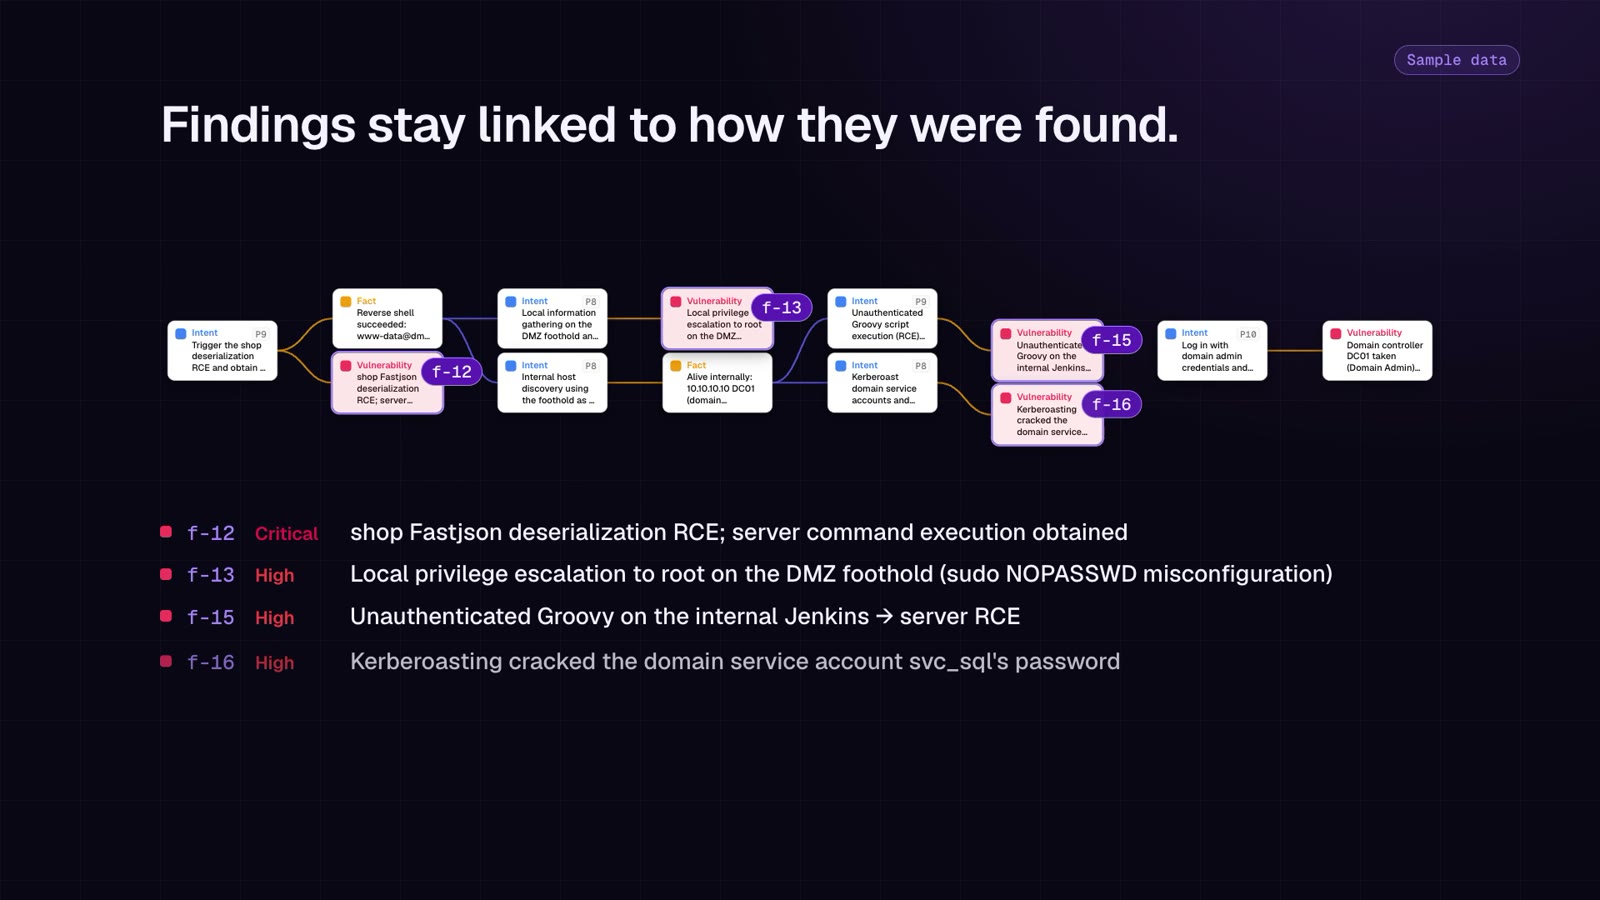 Sample data
Findings stay linked to how they were found.
Intent P9
Trigger the shop
deserialization
RCE and obtain ...
Fact
Reverse shell
succeeded:
www-data@dm...
Vulnerability
shop Fastjson
deserialization
RCE; server...
f-12
Intent P8
Local information
gathering on the
DMZ foothold an...
Intent P8
Internal host
discovery using
the foothold as ...
Vulnerability
Local privilege
escalation to root
on the DMZ...
f-13
Fact
Alive internally:
10.10.10.10 DC01
(domain...
Intent P9
Unauthenticated
Groovy script
execution (RCE)...
Intent P8
Kerberoast
domain service
accounts and...
Vulnerability
Unauthenticate
Groovy on the
internal Jenkins...
f-15
Vulnerability
Kerberoasting
cracked the
domain service...
f-16
Intent P10
Log in with
domain admin
credentials and...
Vulnerability
Domain controller
DC01 taken
(Domain Admin)...
f-12 Critical shop Fastjson deserialization RCE; server command execution obtained
f-13 High Local privilege escalation to root on the DMZ foothold (sudo NOPASSWD misconfiguration)
f-15 High Unauthenticated Groovy on the internal Jenkins → server RCE
f-16 High Kerberoasting cracked the domain service account svc_sql's password